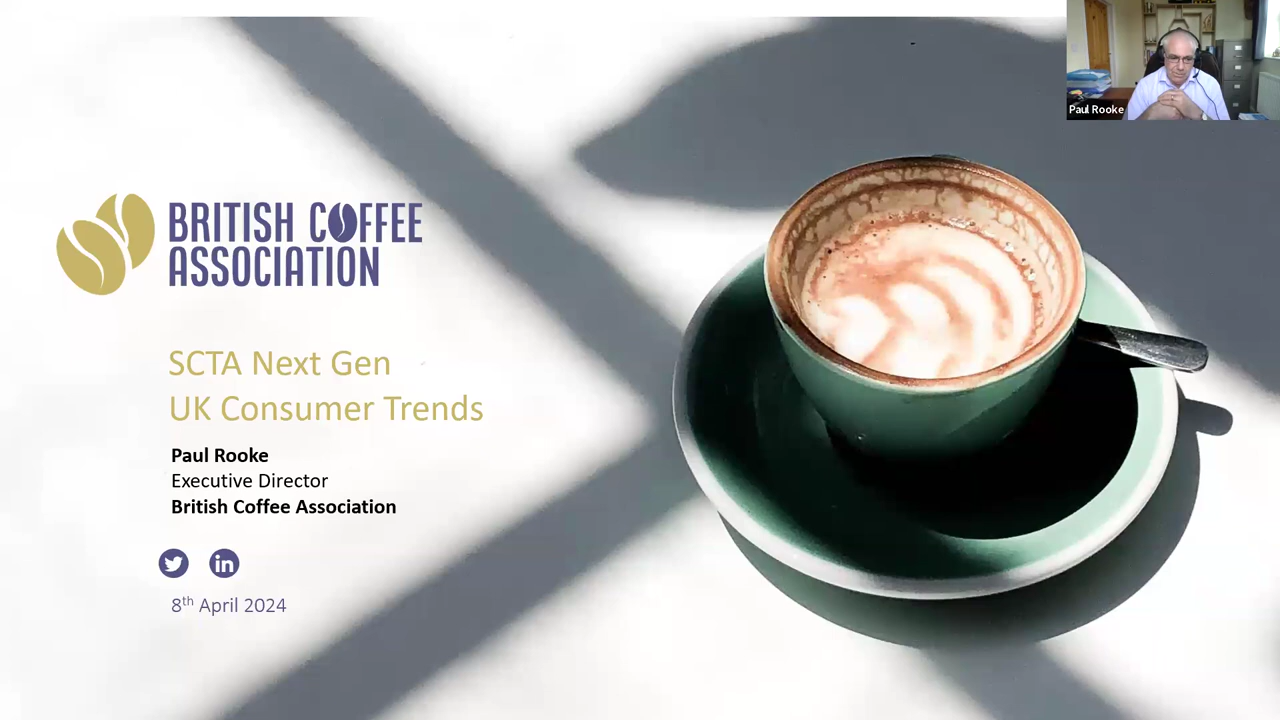 Paul Rooke
BRITISH COFFEE
ASSOCIATION
SCTA Next Gen
UK Consumer Trends
Paul Rooke
Executive Director
British Coffee Association
in
8th April 2024